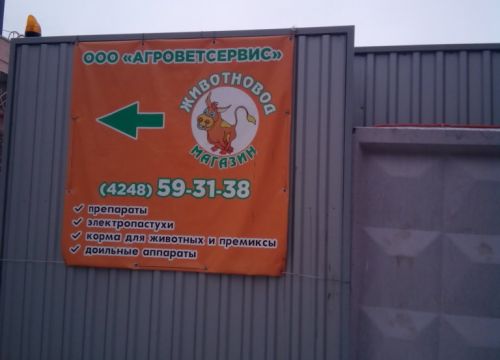 ООО «АГРОВЕТСЕРВИС»
ЖИВОТНОВОД
МАГАЗИН
(4248) 59-31-38
препараты
электропастухи
корма для животных и премиксы
доильные аппараты